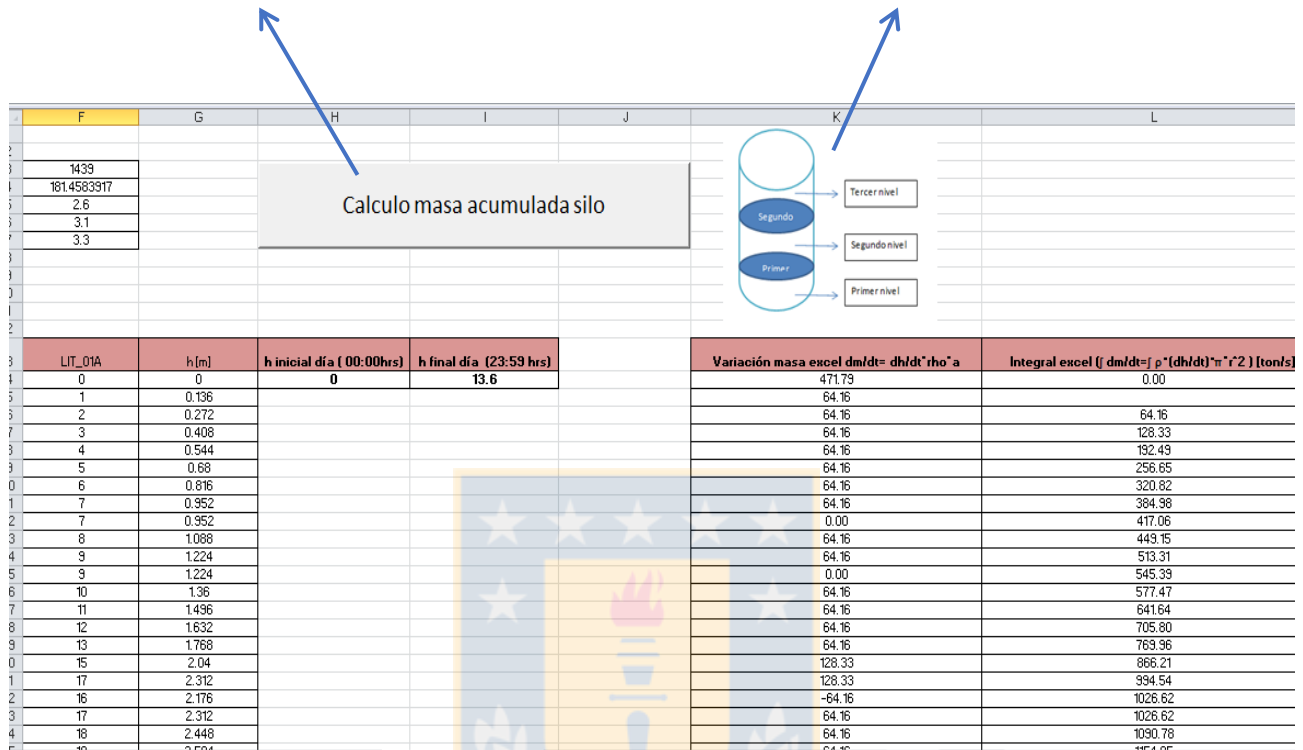 F G H I J K L
1439
181.4583917
2.6
3.1
3.3
Calculo masa acumulada silo
Tercer nivel
Segundo
Segundo nivel
Primer
Primer nivel
LIT_01A h [m] h inicial día ( 00:00hrs) h final día (23:59 hrs) Variación masa excel dm/dt= dh/dt*rho*a Integral excel (∫ dm/dt=∫ ρ*(dh/dt)*π*r^2 ) [ton/s]
0 0 0 13.6 471.79 0.00
1 0.136 64.16
2 0.272 64.16 64.16
3 0.408 64.16 128.33
4 0.544 64.16 192.49
5 0.68 64.16 256.65
6 0.816 64.16 320.82
7 0.952 64.16 384.98
7 0.952 0.00 417.06
8 1.088 64.16 449.15
9 1.224 64.16 513.31
9 1.224 0.00 545.39
10 1.36 64.16 577.47
11 1.496 64.16 641.64
12 1.632 64.16 705.80
13 1.768 64.16 769.96
15 2.04 128.33 866.21
17 2.312 128.33 994.54
16 2.176 -64.16 1026.62
17 2.312 64.16 1026.62
18 2.448 64.16 1090.78